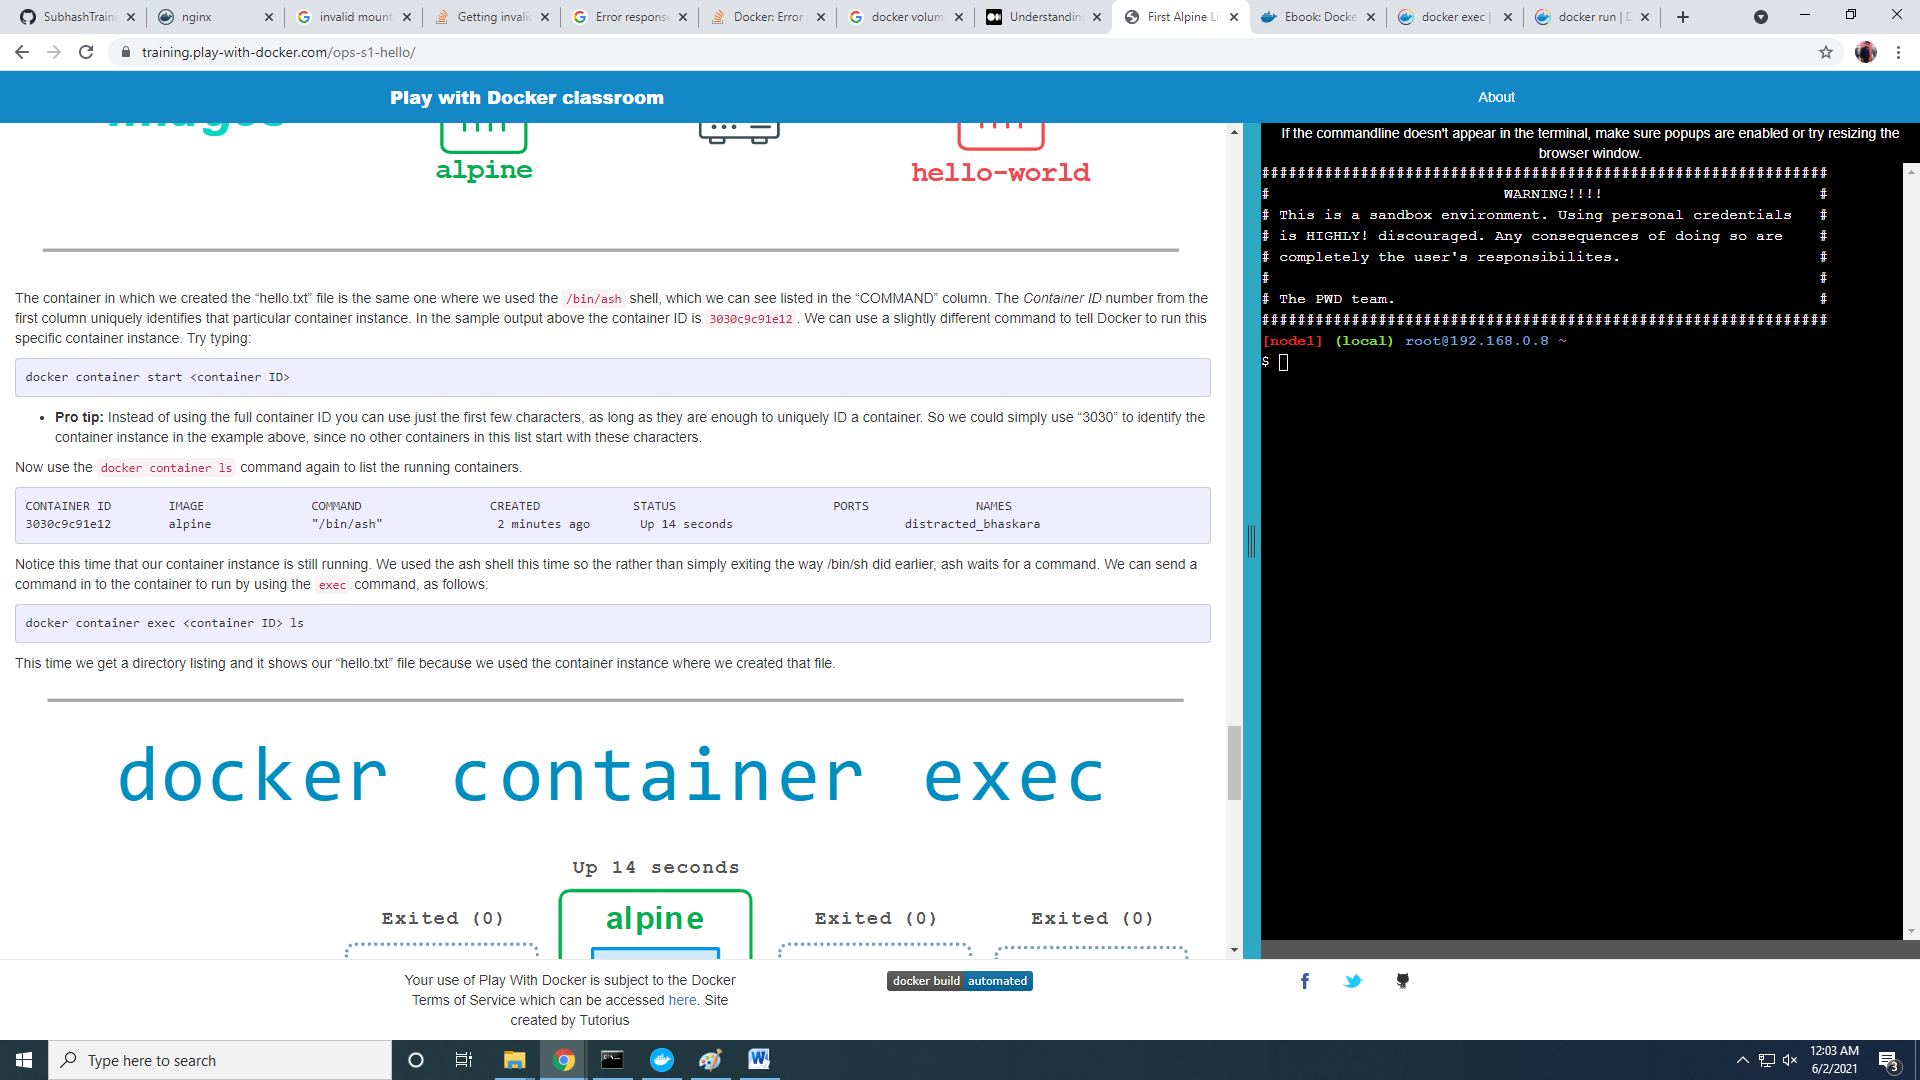 SubhashTraini
nginx
invalid mount
Getting invalid
Error response
Docker: Error
docker volum
Understandin
First Alpine Li
Ebook: Docke
docker exec |
docker run | D
training.play-with-docker.com/ops-s1-hello/
Play with Docker classroom
About
images
alpine
hello-world
The container in which we created the “hello.txt” file is the same one where we used the /bin/ash shell, which we can see listed in the “COMMAND” column. The Container ID number from the
first column uniquely identifies that particular container instance. In the sample output above the container ID is 3030c9c91e12. We can use a slightly different command to tell Docker to run this
specific container instance. Try typing:
docker container start <container ID>
• Pro tip: Instead of using the full container ID you can use just the first few characters, as long as they are enough to uniquely ID a container. So we could simply use “3030” to identify the
container instance in the example above, since no other containers in this list start with these characters.
Now use the docker container ls command again to list the running containers.
CONTAINER ID IMAGE COMMAND CREATED STATUS PORTS NAMES
3030c9c91e12 alpine "/bin/ash" 2 minutes ago Up 14 seconds distracted_bhaskara
Notice this time that our container instance is still running. We used the ash shell this time so the rather than simply exiting the way /bin/sh did earlier, ash waits for a command. We can send a
command in to the container to run by using the exec command, as follows:
docker container exec <container ID> ls
This time we get a directory listing and it shows our “hello.txt” file because we used the container instance where we created that file.
docker container exec
Up 14 seconds
Exited (0)
alpine
Exited (0)
Exited (0)
If the commandline doesn't appear in the terminal, make sure popups are enabled or try resizing the
browser window.
###############################################################
# WARNING!!!! #
# This is a sandbox environment. Using personal credentials #
# is HIGHLY! discouraged. Any consequences of doing so are #
# completely the user's responsibilites. #
# #
# The PWD team. #
###############################################################
[node1] (local) root@192.168.0.8 ~
$
Your use of Play With Docker is subject to the Docker
Terms of Service which can be accessed here. Site
created by Tutorius
docker build automated
Type here to search
12:03 AM
6/2/2021
3